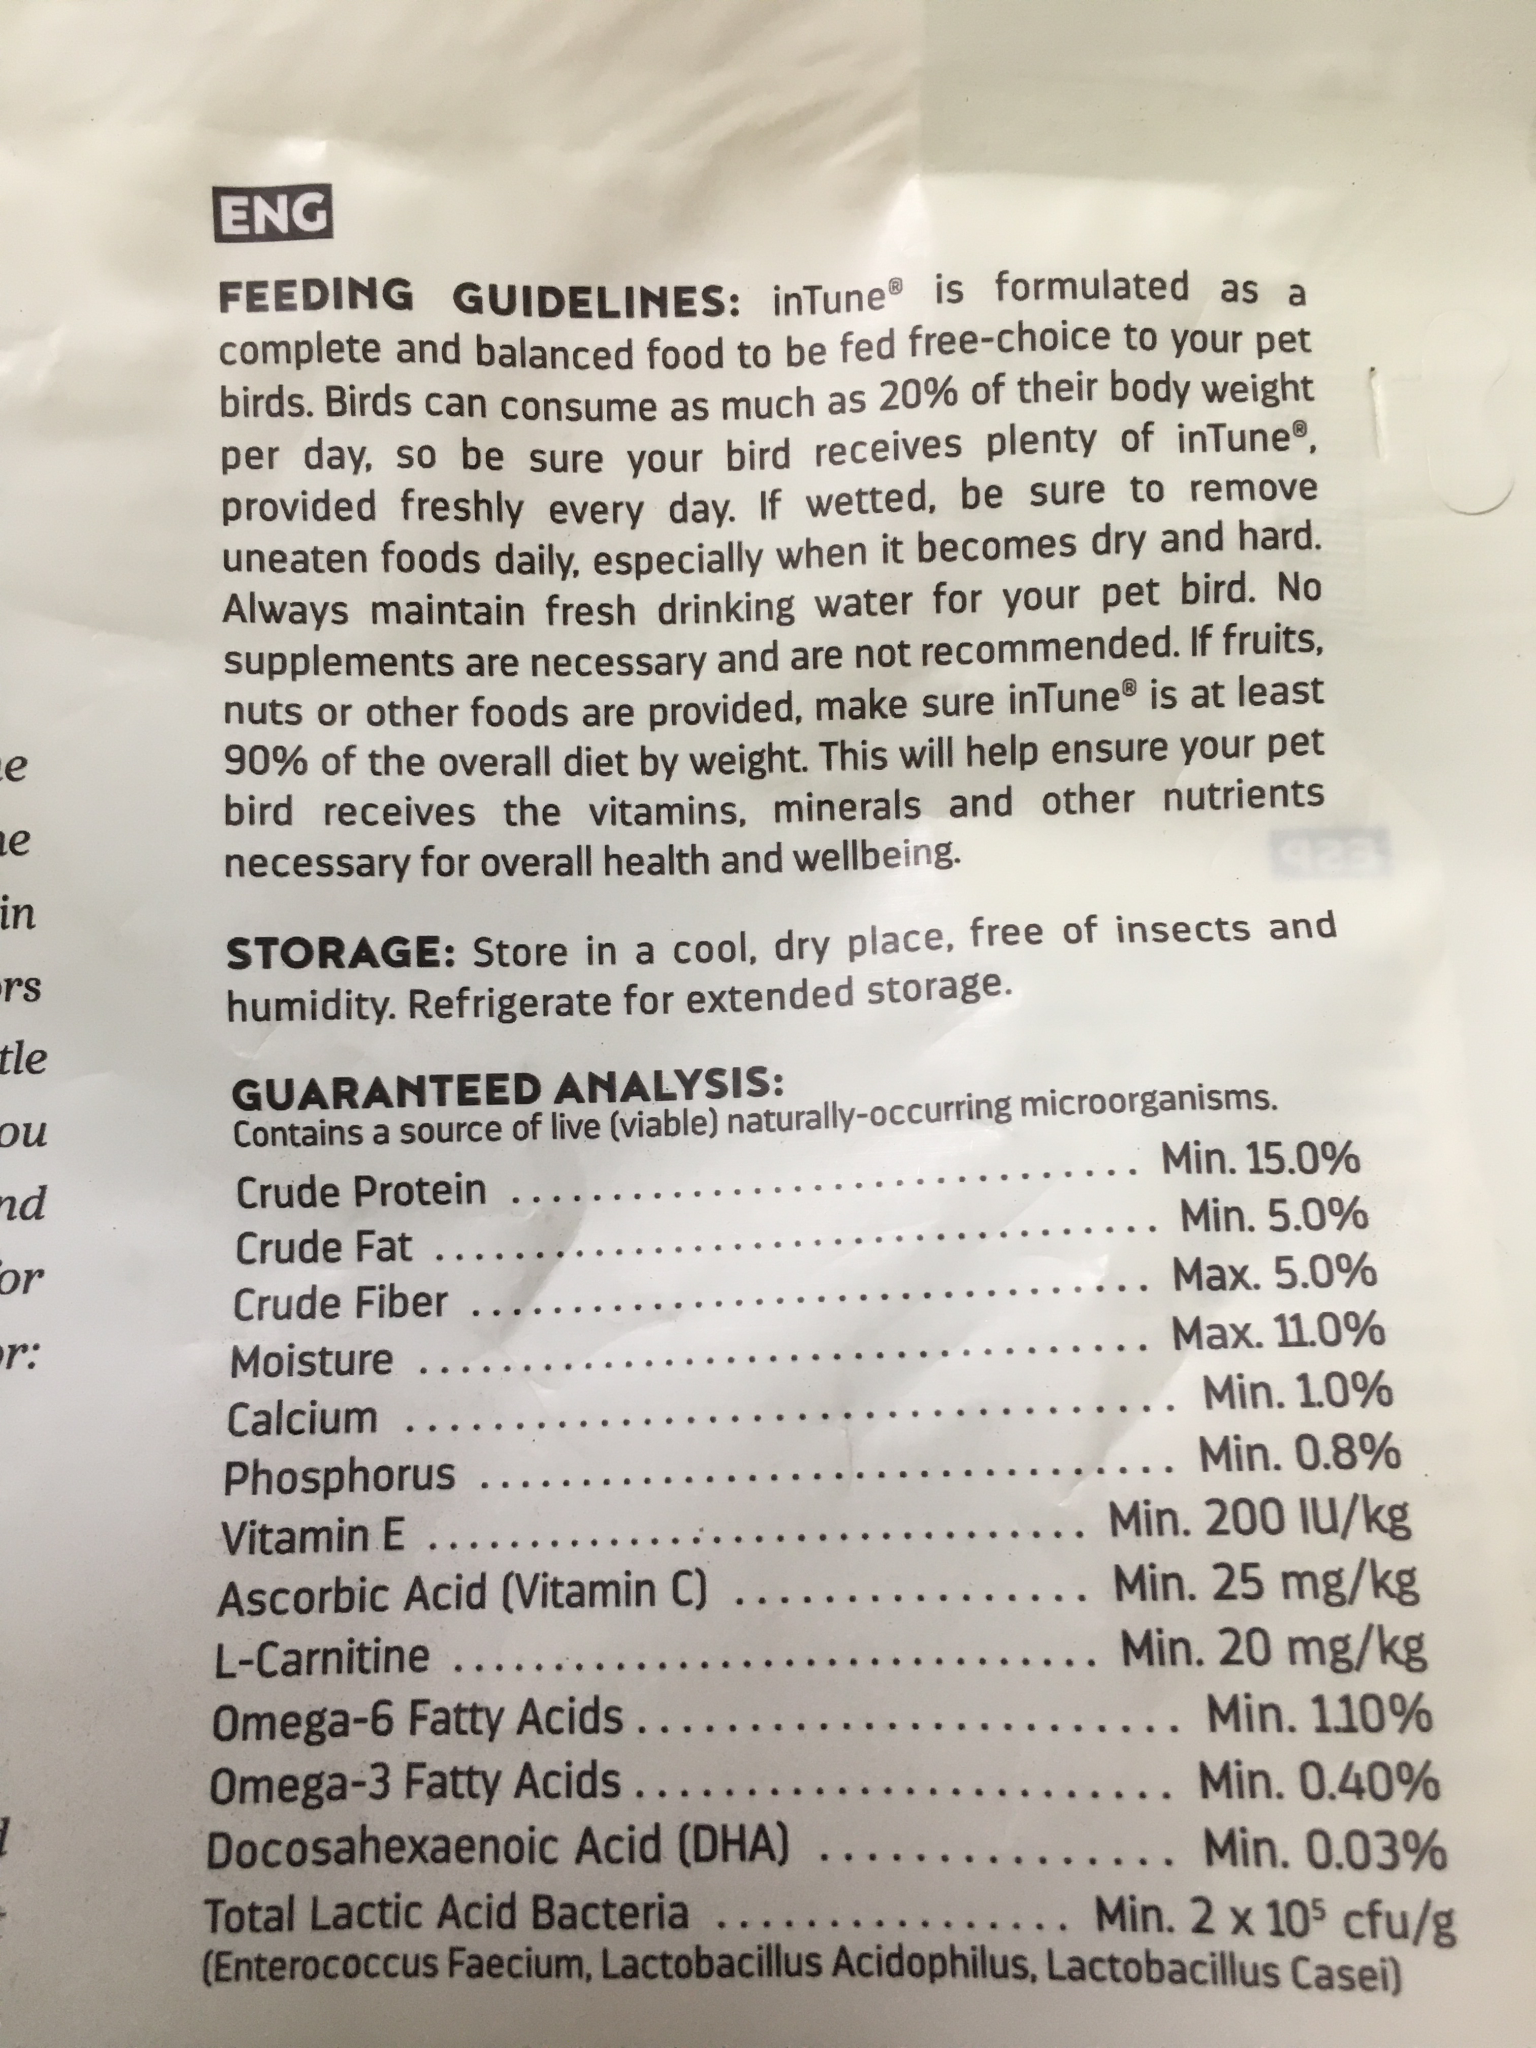 ENG
FEEDING GUIDELINES: inTune® is formulated as a
complete and balanced food to be fed free-choice to your pet
birds. Birds can consume as much as 20% of their body weight
per day, so be sure your bird receives plenty of inTune®,
provided freshly every day. If wetted, be sure to remove
uneaten foods daily, especially when it becomes dry and hard.
Always maintain fresh drinking water for your pet bird. No
supplements are necessary and are not recommended. If fruits,
nuts or other foods are provided, make sure inTune® is at least
90% of the overall diet by weight. This will help ensure your pet
bird receives the vitamins, minerals and other nutrients
necessary for overall health and wellbeing.
STORAGE: Store in a cool, dry place, free of insects and
humidity. Refrigerate for extended storage.
GUARANTEED ANALYSIS:
Contains a source of live (viable) naturally-occurring microorganisms.
Crude Protein ................................ Min. 15.0%
Crude Fat ..................................... Min. 5.0%
Crude Fiber ................................... Max. 5.0%
Moisture ..................................... Max. 11.0%
Calcium ....................................... Min. 1.0%
Phosphorus ................................... Min. 0.8%
Vitamin E ................................. Min. 200 IU/kg
Ascorbic Acid (Vitamin C) ................ Min. 25 mg/kg
L-Carnitine ................................ Min. 20 mg/kg
Omega-6 Fatty Acids ........................ Min. 1.10%
Omega-3 Fatty Acids ........................ Min. 0.40%
Docosahexaenoic Acid (DHA) ............... Min. 0.03%
Total Lactic Acid Bacteria ................ Min. 2 x 10⁵ cfu/g
(Enterococcus Faecium, Lactobacillus Acidophilus, Lactobacillus Casei)